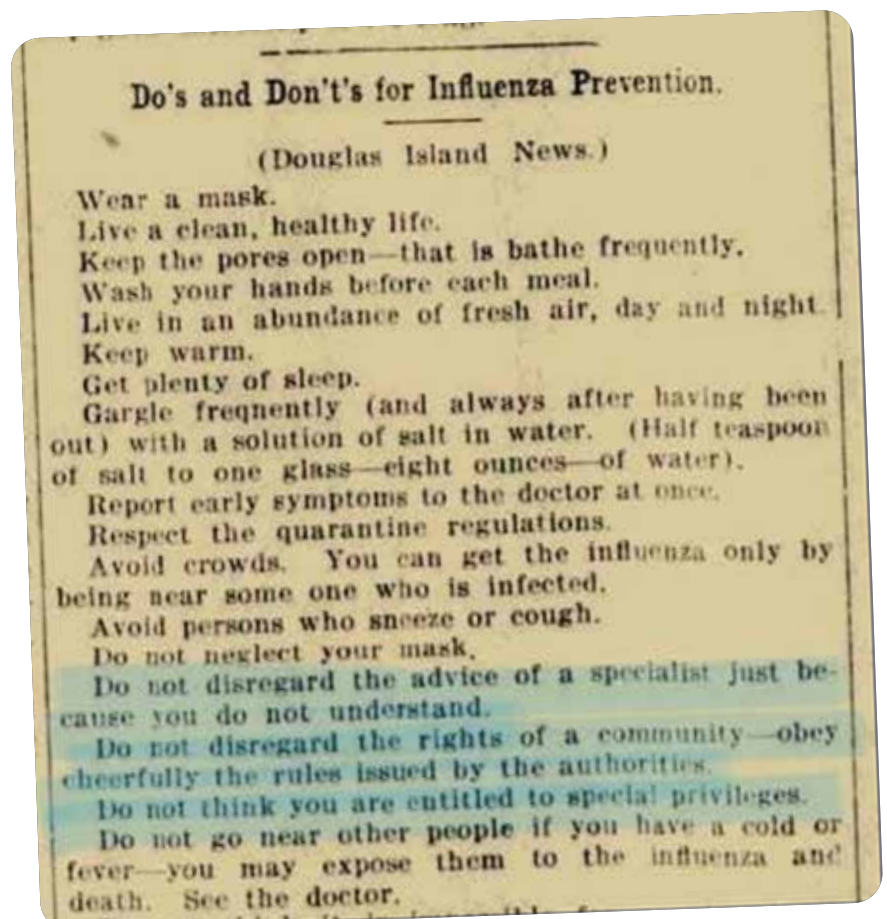 Do's and Don't's for Influenza Prevention.
(Douglas Island News.)
Wear a mask.
Live a clean, healthy life.
Keep the pores open—that is bathe frequently.
Wash your hands before each meal.
Live in an abundance of fresh air, day and night.
Keep warm.
Get plenty of sleep.
Gargle freqnently (and always after having been
out) with a solution of salt in water. (Half teaspoon
of salt to one glass—eight ounces—of water).
Report early symptoms to the doctor at once.
Respect the quarantine regulations.
Avoid crowds. You can get the influenza only by
being near some one who is infected.
Avoid persons who sneeze or cough.
Do not neglect your mask.
Do not disregard the advice of a specialist just be-
cause you do not understand.
Do not disregard the rights of a community—obey
cheerfully the rules issued by the authorities.
Do not think you are entitled to special privileges.
Do not go near other people if you have a cold or
fever—you may expose them to the influenza and
death. See the doctor.